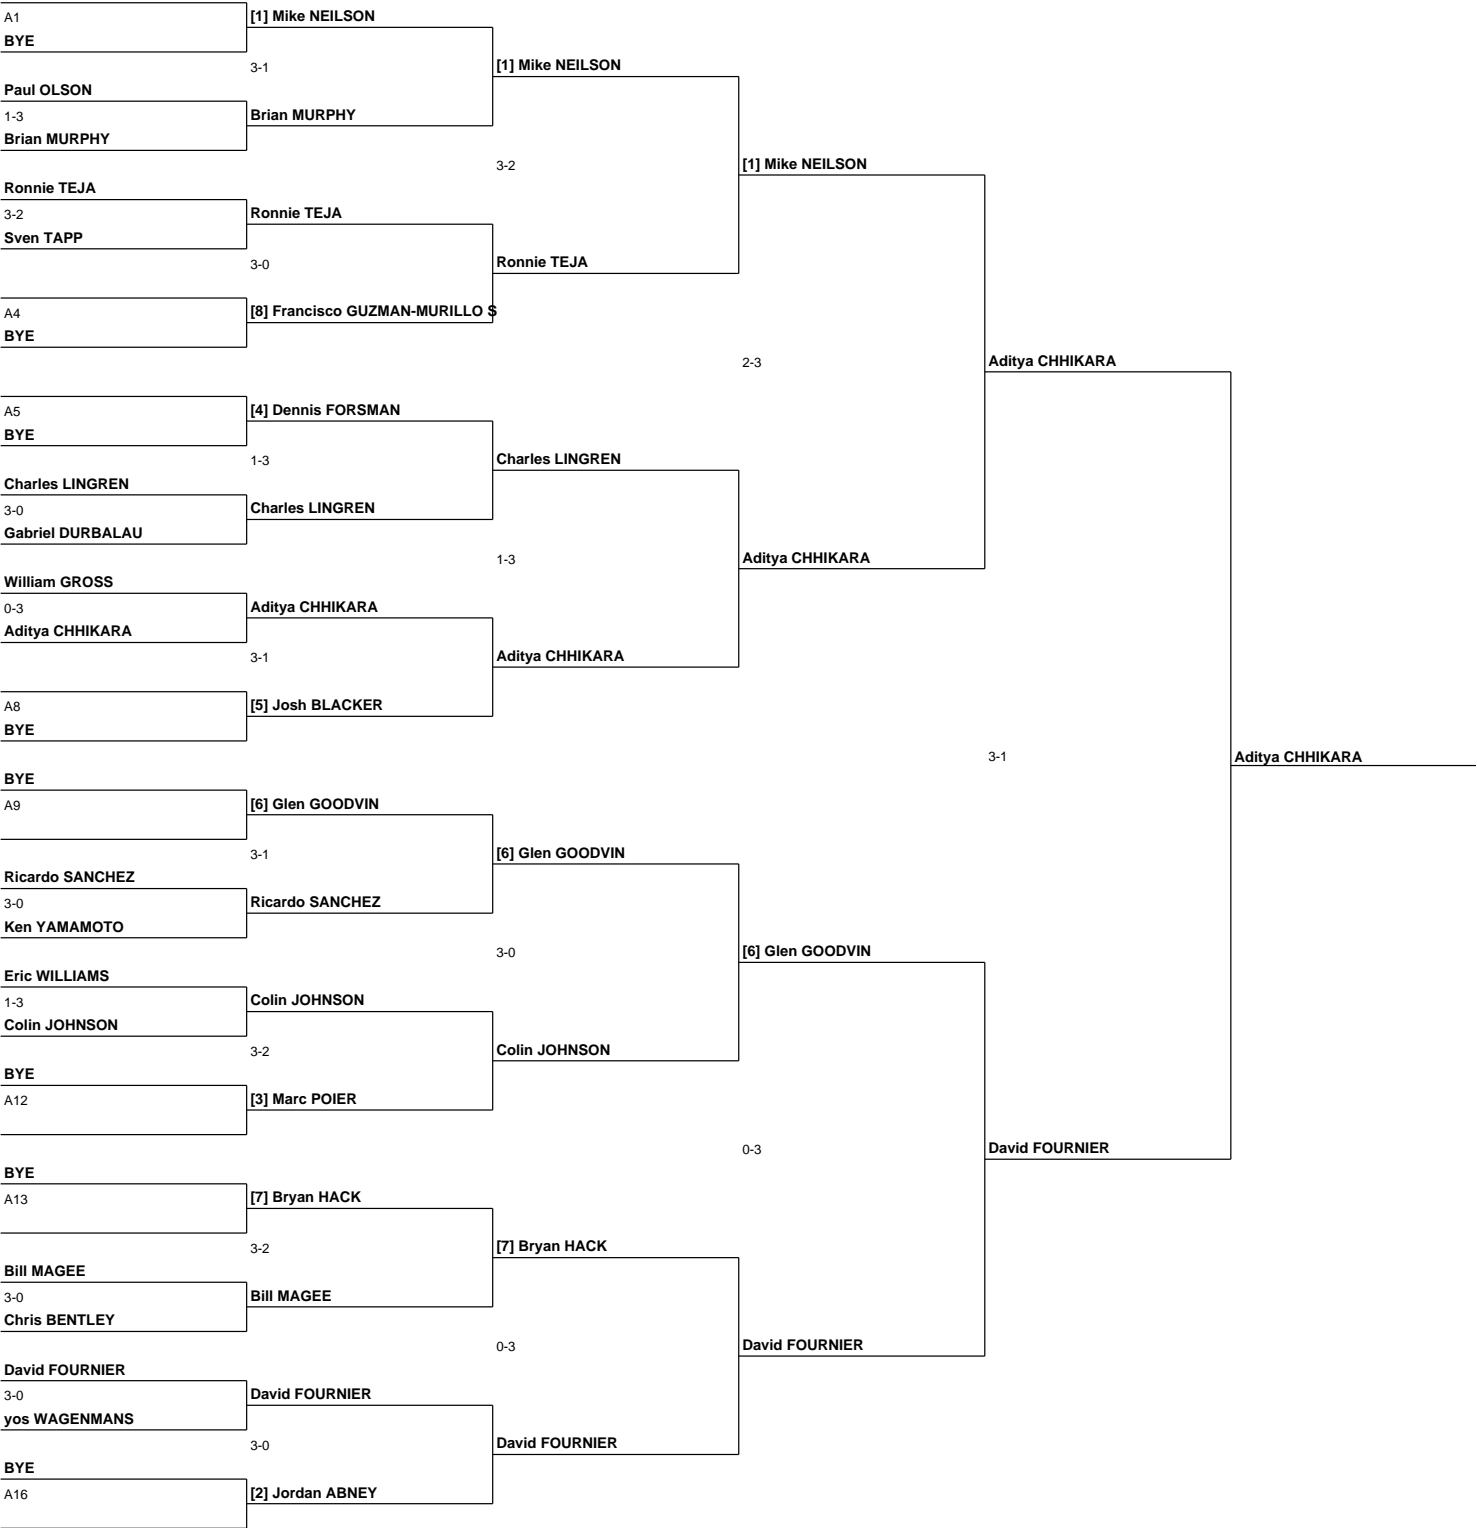 A1
[1] Mike NEILSON
BYE
3-1
[1] Mike NEILSON
Paul OLSON
1-3
Brian MURPHY
Brian MURPHY
3-2
[1] Mike NEILSON
Ronnie TEJA
3-2
Ronnie TEJA
Sven TAPP
3-0
Ronnie TEJA
A4
[8] Francisco GUZMAN-MURILLO S
BYE
2-3
Aditya CHHIKARA
A5
[4] Dennis FORSMAN
BYE
1-3
Charles LINGREN
Charles LINGREN
3-0
Charles LINGREN
Gabriel DURBALAU
1-3
Aditya CHHIKARA
William GROSS
0-3
Aditya CHHIKARA
Aditya CHHIKARA
3-1
Aditya CHHIKARA
A8
[5] Josh BLACKER
BYE
3-1
Aditya CHHIKARA
BYE
A9
[6] Glen GOODVIN
3-1
[6] Glen GOODVIN
Ricardo SANCHEZ
3-0
Ricardo SANCHEZ
Ken YAMAMOTO
3-0
[6] Glen GOODVIN
Eric WILLIAMS
1-3
Colin JOHNSON
Colin JOHNSON
3-2
Colin JOHNSON
BYE
A12
[3] Marc POIER
0-3
David FOURNIER
BYE
A13
[7] Bryan HACK
3-2
[7] Bryan HACK
Bill MAGEE
3-0
Bill MAGEE
Chris BENTLEY
0-3
David FOURNIER
David FOURNIER
3-0
David FOURNIER
yos WAGENMANS
3-0
David FOURNIER
BYE
A16
[2] Jordan ABNEY